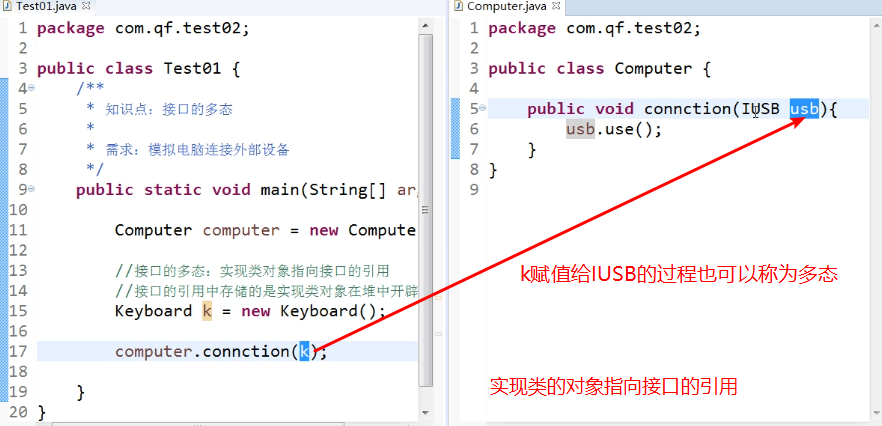 Test01.java
1 package com.qf.test02;
2
3 public class Test01 {
4 /**
5 * 知识点：接口的多态
6 *
7 * 需求：模拟电脑连接外部设备
8 */
9 public static void main(String[] ar
10
11 Computer computer = new Compute
12
13 //接口的多态：实现类对象指向接口的引用
14 //接口的引用中存储的是实现类对象在堆中开辟
15 Keyboard k = new Keyboard();
16
17 computer.connction(k);
18
19 }
20 }
Computer.java
1 package com.qf.test02;
2
3 public class Computer {
4
5 public void connction(IUSB usb){
6 usb.use();
7 }
8 }
9
k赋值给IUSB的过程也可以称为多态
实现类的对象指向接口的引用